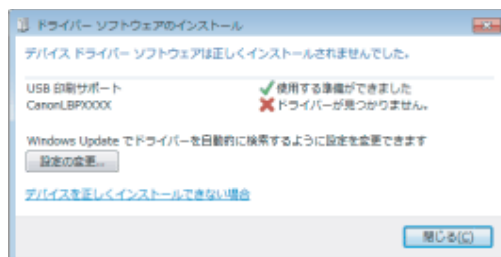 ドライバー ソフトウェアのインストール
デバイス ドライバー ソフトウェアは正しくインストールされませんでした。
USB 印刷サポート 使用する準備ができました
CanonLBPXXXX ドライバーが見つかりません。
Windows Update でドライバーを自動的に検索するように設定を変更できます
設定の変更...
デバイスを正しくインストールできない場合
閉じる(C)